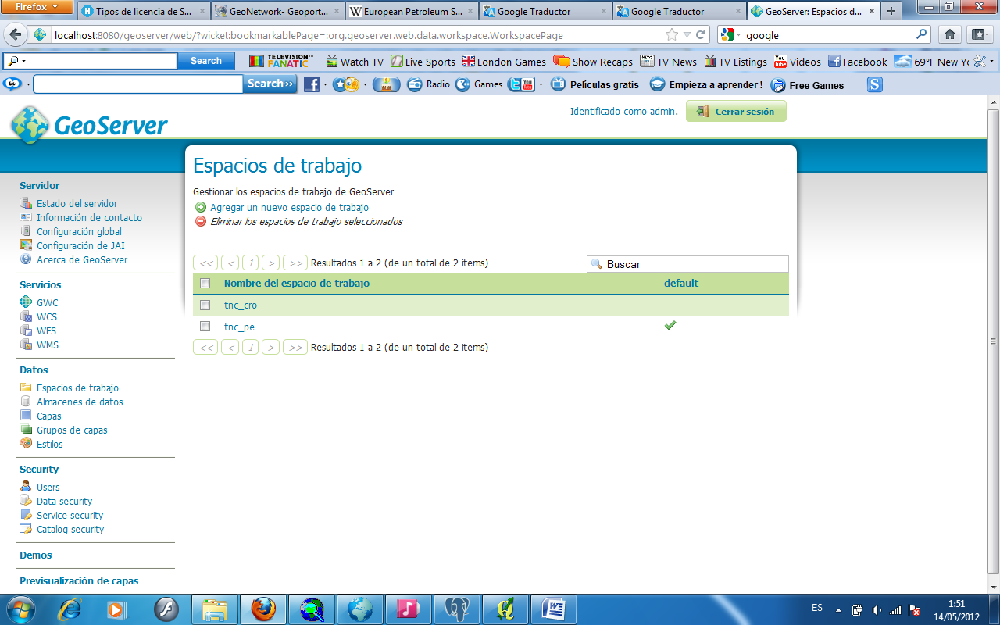 Firefox
Tipos de licencia de S...
GeoNetwork- Geoport...
European Petroleum S...
Google Traductor
Google Traductor
GeoServer: Espacios d...
localhost:8080/geoserver/web/?wicket:bookmarkablePage=:org.geoserver.web.data.workspace.WorkspacePage
google
Search
TELEVISION FANATIC
Watch TV
Live Sports
London Games
Show Recaps
TV News
TV Listings
Videos
Facebook
69°F New Yc
Search>>
Radio
Games
Peliculas gratis
Empieza a aprender !
Free Games
S
GeoServer
Identificado como admin.
Cerrar sesión
Espacios de trabajo
Gestionar los espacios de trabajo de GeoServer
Agregar un nuevo espacio de trabajo
Eliminar los espacios de trabajo seleccionados
<< < 1 > >> Resultados 1 a 2 (de un total de 2 items)
Buscar
Nombre del espacio de trabajo default
tnc_cro
tnc_pe
<< < 1 > >> Resultados 1 a 2 (de un total de 2 items)
Servidor
Estado del servidor
Información de contacto
Configuración global
Configuración de JAI
Acerca de GeoServer
Servicios
GWC
WCS
WFS
WMS
Datos
Espacios de trabajo
Almacenes de datos
Capas
Grupos de capas
Estilos
Security
Users
Data security
Service security
Catalog security
Demos
Previsualización de capas
ES
1:51
14/05/2012